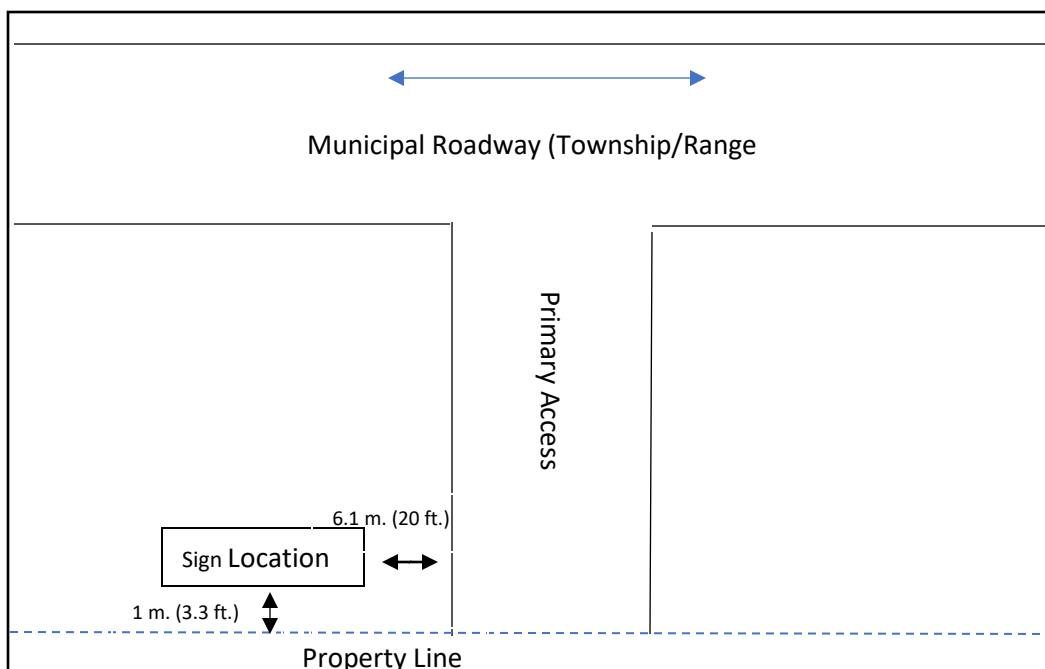 Municipal Roadway (Township/Range
Primary Access
6.1 m. (20 ft.)
Sign Location
1 m. (3.3 ft.)
Property Line